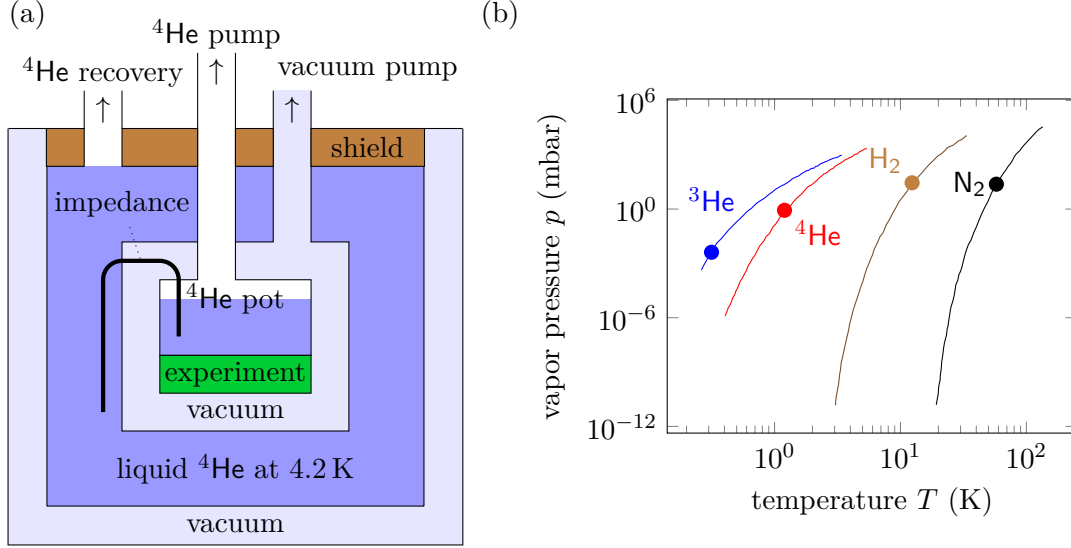 (a)
⁴He pump
⁴He recovery
vacuum pump
↑
↑
↑
shield
impedance
⁴He pot
experiment
vacuum
liquid ⁴He at 4.2 K
vacuum
(b)
vapor pressure p (mbar)
10⁶
10⁰
10⁻⁶
10⁻¹²
³He
⁴He
H₂
N₂
10⁰
10¹
10²
temperature T (K)